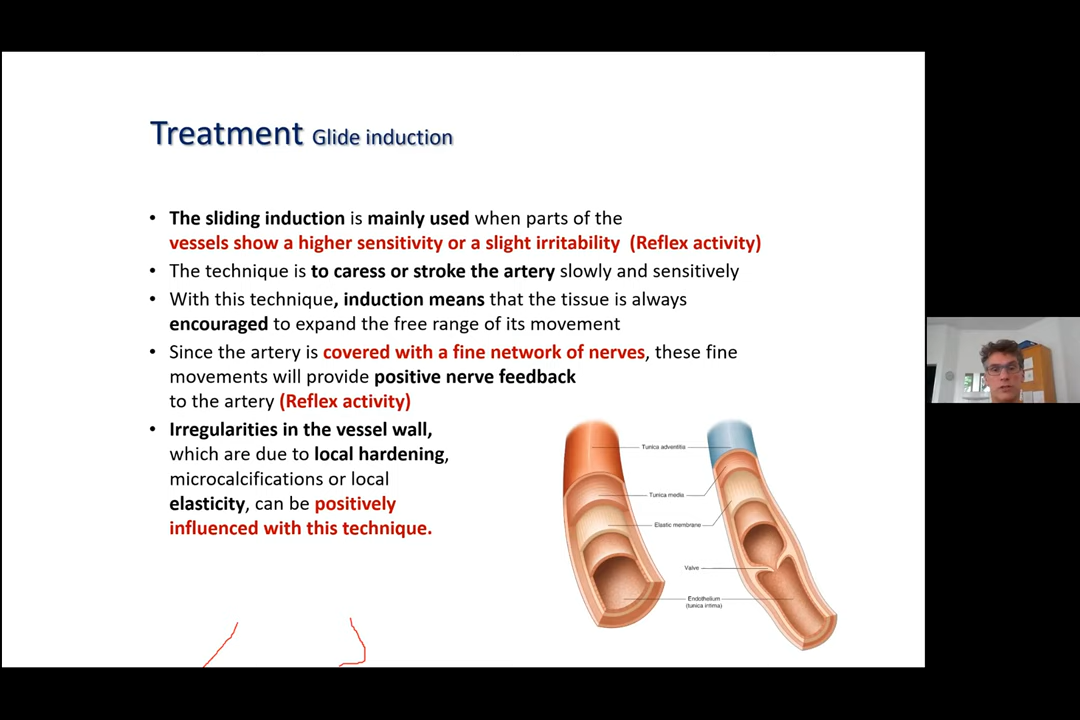 Treatment Glide induction
• The sliding induction is mainly used when parts of the
vessels show a higher sensitivity or a slight irritability (Reflex activity)
• The technique is to caress or stroke the artery slowly and sensitively
• With this technique, induction means that the tissue is always
encouraged to expand the free range of its movement
• Since the artery is covered with a fine network of nerves, these fine
movements will provide positive nerve feedback
to the artery (Reflex activity)
• Irregularities in the vessel wall,
which are due to local hardening,
microcalcifications or local
elasticity, can be positively
influenced with this technique.
Tunica adventitia
Tunica media
Elastic membrane
Valve
Endothelium
(tunica intima)